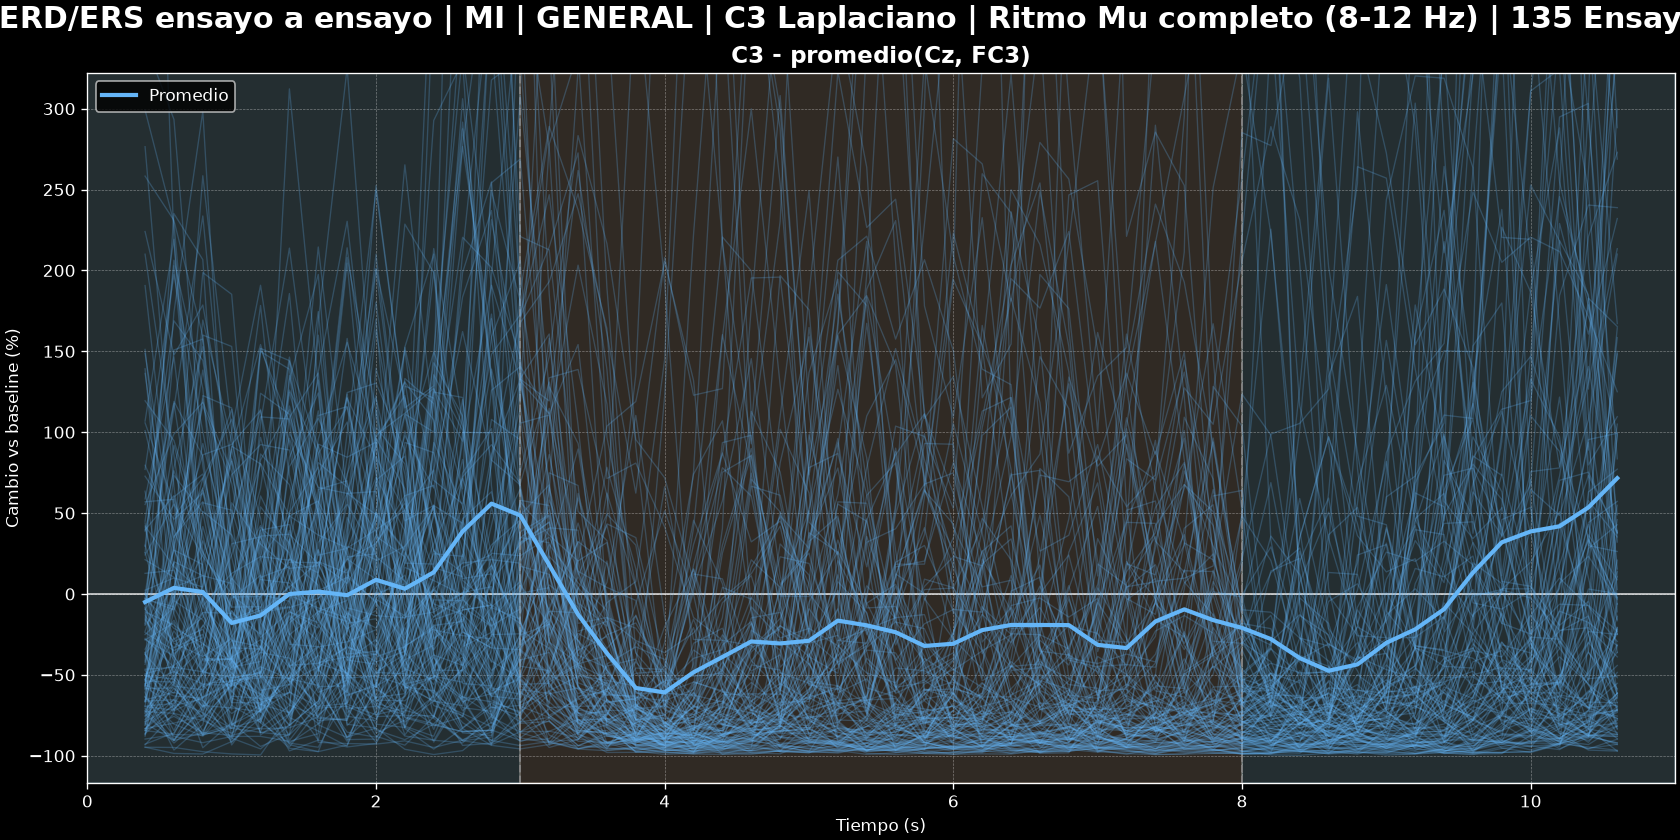 ERD/ERS ensayo a ensayo | MI | GENERAL | C3 Laplaciano | Ritmo Mu completo (8-12 Hz) | 135 Ensay
C3 - promedio(Cz, FC3)
Promedio
Cambio vs baseline (%)
300
250
200
150
100
50
0
−50
−100
0 2 4 6 8 10
Tiempo (s)